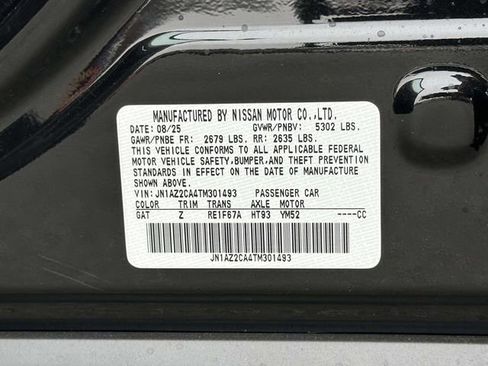 MANUFACTURED BY NISSAN MOTOR CO.,LTD.
DATE: 08/25 GVWR/PNBV: 5302 LBS.
GAWR/PNBE FR: 2679 LBS. RR: 2635 LBS.
THIS VEHICLE CONFORMS TO ALL APPLICABLE
FEDERAL MOTOR VEHICLE SAFETY,BUMPER,AND THEFT PREVENTION
STANDARDS IN EFFECT ON THE DATE OF MANUFACTURE
SHOWN ABOVE.
VIN: JN1AZ2CA4TM301493 PASSENGER CAR
COLOR TRIM TRANS AXLE MOTOR
GAT Z RE1F67A HT93 YM52 ----CC
JN1AZ2CA4TM301493